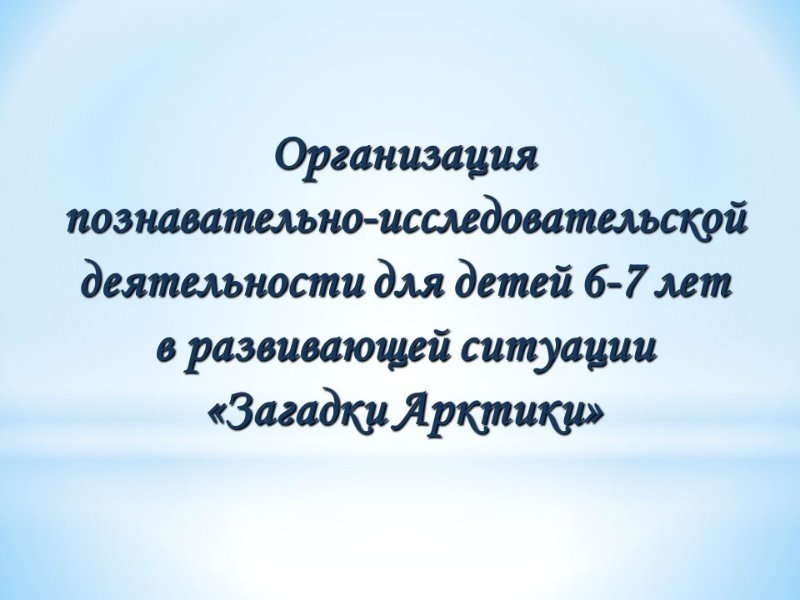 Организация
познавательно-исследовательской
деятельности для детей 6-7 лет
в развивающей ситуации
«Загадки Арктики»